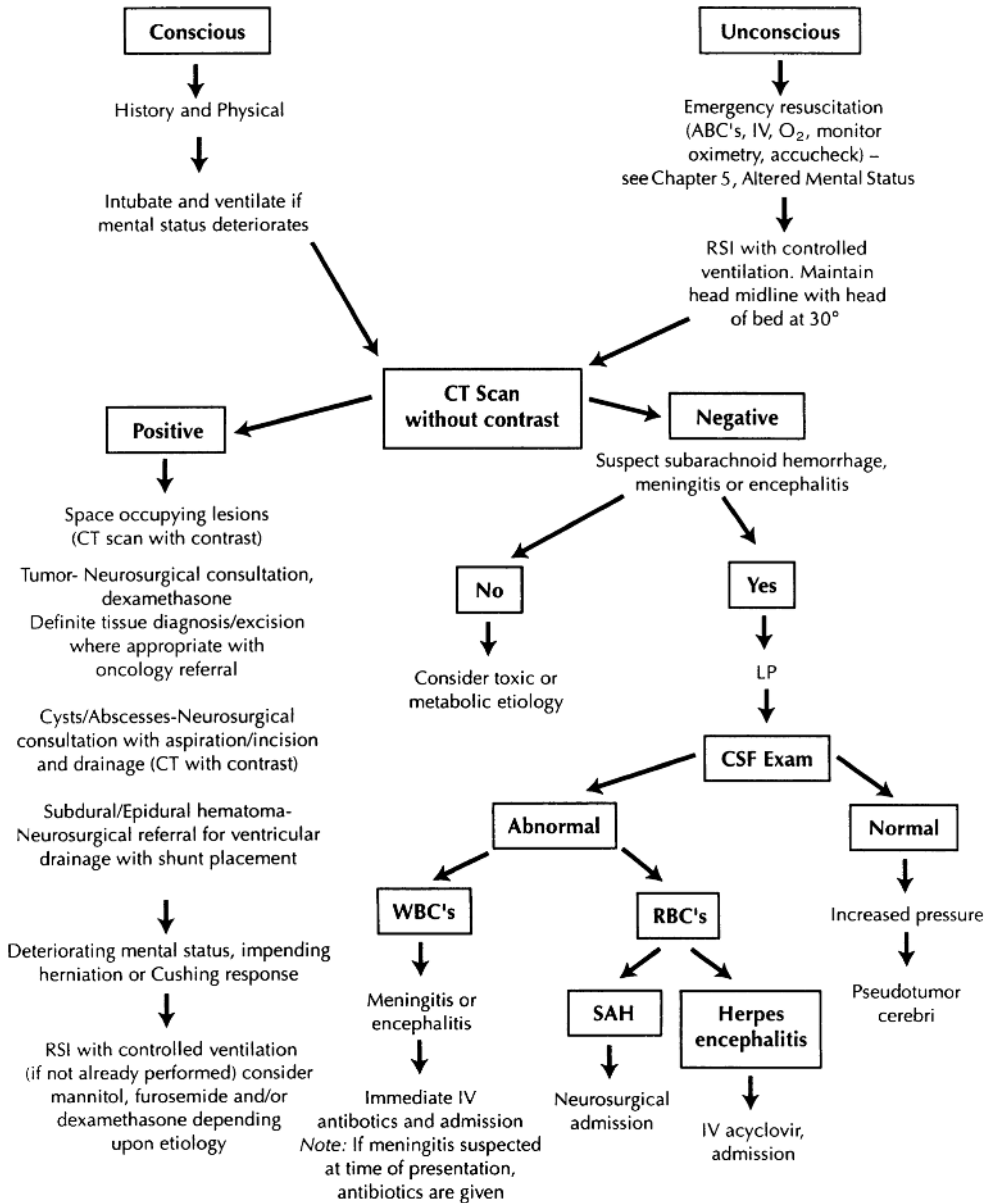 Conscious
History and Physical
Intubate and ventilate if
mental status deteriorates
Unconscious
Emergency resuscitation
(ABC's, IV, O₂, monitor
oximetry, accucheck) –
see Chapter 5, Altered Mental Status
RSI with controlled
ventilation. Maintain
head midline with head
of bed at 30°
CT Scan
without contrast
Positive
Space occupying lesions
(CT scan with contrast)
Tumor- Neurosurgical consultation,
dexamethasone
Definite tissue diagnosis/excision
where appropriate with
oncology referral
Cysts/Abscesses-Neurosurgical
consultation with aspiration/incision
and drainage (CT with contrast)
Subdural/Epidural hematoma-
Neurosurgical referral for ventricular
drainage with shunt placement
Deteriorating mental status, impending
herniation or Cushing response
RSI with controlled ventilation
(if not already performed) consider
mannitol, furosemide and/or
dexamethasone depending
upon etiology
Negative
Suspect subarachnoid hemorrhage,
meningitis or encephalitis
No
Consider toxic or
metabolic etiology
Yes
LP
CSF Exam
Abnormal
Normal
WBC's
Meningitis or
encephalitis
Immediate IV
antibotics and admission
Note: If meningitis suspected
at time of presentation,
antibiotics are given
RBC's
SAH
Neurosurgical
admission
Herpes
encephalitis
IV acyclovir,
admission
Increased pressure
Pseudotumor
cerebri